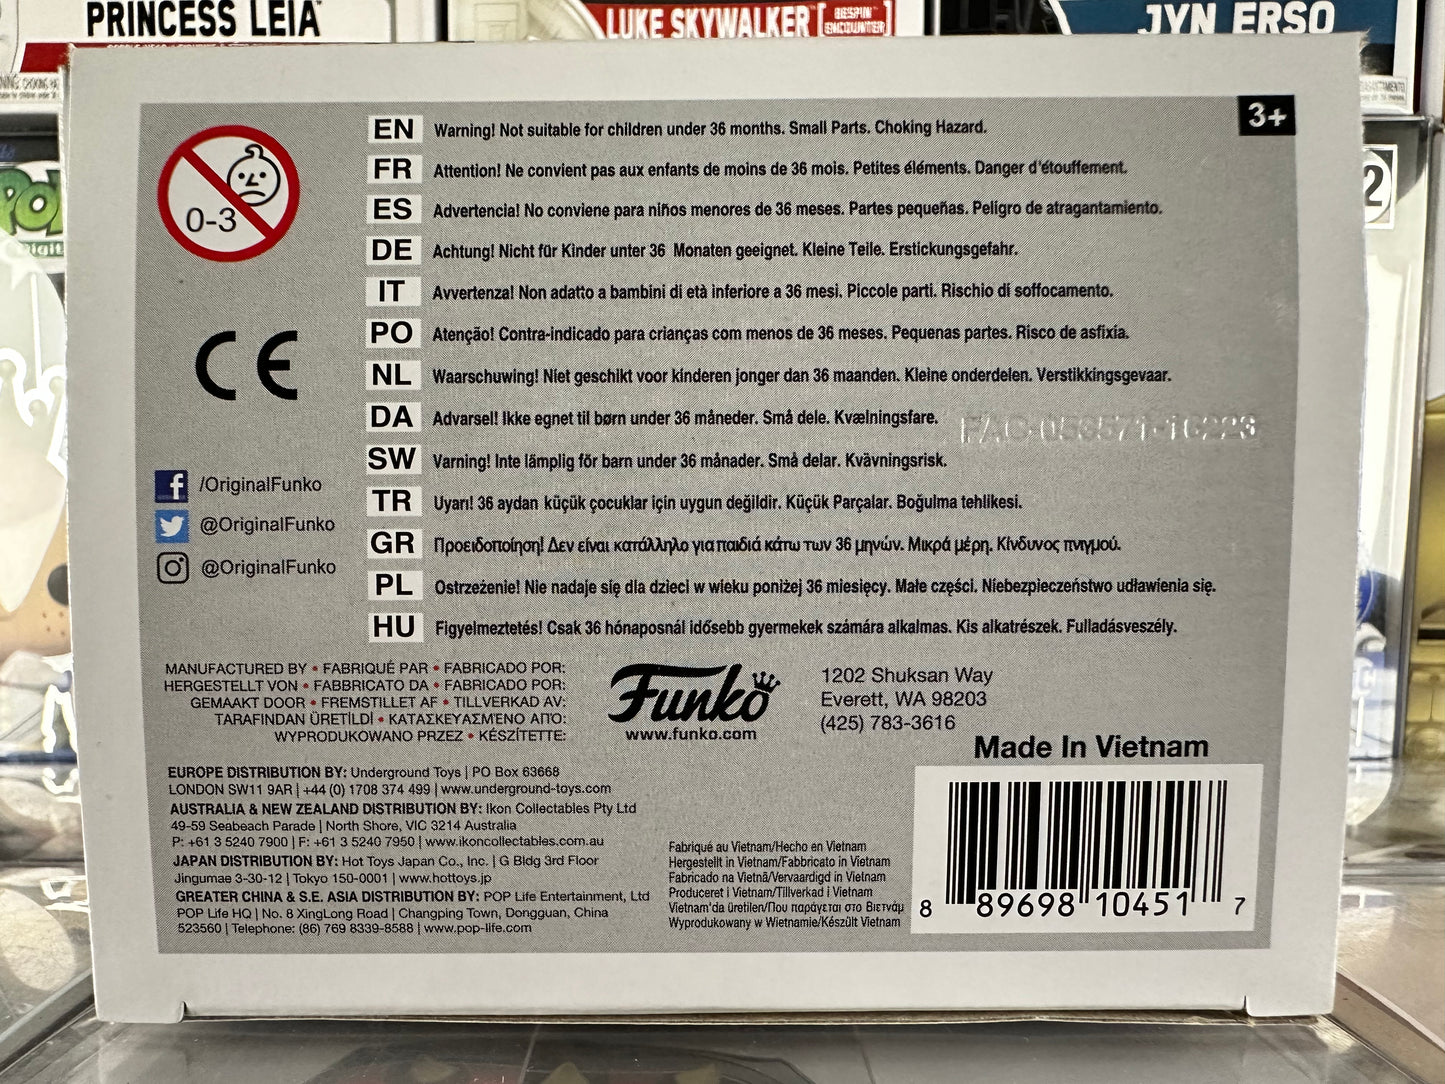 PRINCESS LEIA
LUKE SKYWALKER [BESPIN ENCOUNTER]
JYN ERSO
2
3+
0-3
EN Warning! Not suitable for children under 36 months. Small Parts. Choking Hazard.
FR Attention! Ne convient pas aux enfants de moins de 36 mois. Petites éléments. Danger d'étouffement.
ES Advertencia! No conviene para niños menores de 36 meses. Partes pequeñas. Peligro de atragantamiento.
DE Achtung! Nicht für Kinder unter 36 Monaten geeignet. Kleine Teile. Erstickungsgefahr.
IT Avvertenza! Non adatto a bambini di età inferiore a 36 mesi. Piccole parti. Rischio di soffocamento.
PO Atenção! Contra-indicado para crianças com menos de 36 meses. Pequenas partes. Risco de asfixia.
NL Waarschuwing! Niet geschikt voor kinderen jonger dan 36 maanden. Kleine onderdelen. Verstikkingsgevaar.
DA Advarsel! Ikke egnet til børn under 36 måneder. Små dele. Kvælningsfare.
SW Varning! Inte lämplig för barn under 36 månader. Små delar. Kvävningsrisk.
TR Uyarı! 36 aydan küçük çocuklar için uygun değildir. Küçük Parçalar. Boğulma tehlikesi.
GR Προειδοποίηση! Δεν είναι κατάλληλο για παιδιά κάτω των 36 μηνών. Μικρά μέρη. Κίνδυνος πνιγμού.
PL Ostrzeżenie! Nie nadaje się dla dzieci w wieku poniżej 36 miesięcy. Małe części. Niebezpieczeństwo udławienia się.
HU Figyelmeztetés! Csak 36 hónaposnál idősebb gyermekek számára alkalmas. Kis alkatrészek. Fulladásveszély.
CE
/OriginalFunko
@OriginalFunko
@OriginalFunko
MANUFACTURED BY • FABRIQUÉ PAR • FABRICADO POR:
HERGESTELLT VON • FABBRICATO DA • FABRICADO POR:
GEMAAKT DOOR • FREMSTILLET AF • TILLVERKAD AV:
TARAFINDAN ÜRETİLDİ • ΚΑΤΑΣΚΕΥΑΣΜΈΝΟ ΑΠΌ:
WYPRODUKOWANO PRZEZ • KÉSZÍTETTE:
Funko
www.funko.com
1202 Shuksan Way
Everett, WA 98203
(425) 783-3616
Made In Vietnam
EUROPE DISTRIBUTION BY: Underground Toys | PO Box 63668
LONDON SW11 9AR | +44 (0) 1708 374 499 | www.underground-toys.com
AUSTRALIA & NEW ZEALAND DISTRIBUTION BY: Ikon Collectables Pty Ltd
49-59 Seabeach Parade | North Shore, VIC 3214 Australia
P: +61 3 5240 7900 | F: +61 3 5240 7950 | www.ikoncollectables.com.au
JAPAN DISTRIBUTION BY: Hot Toys Japan Co., Inc. | G Bldg 3rd Floor
Jingumae 3-30-12 | Tokyo 150-0001 | www.hottoys.jp
GREATER CHINA & S.E. ASIA DISTRIBUTION BY: POP Life Entertainment, Ltd
POP Life HQ | No. 8 XingLong Road | Changping Town, Dongguan, China
523560 | Telephone: (86) 769 8339-8588 | www.pop-life.com
Fabriqué au Vietnam/Hecho en Vietnam
Hergestellt in Vietnam/Fabbricato in Vietnam
Fabricado na Vietnã/Vervaardigd in Vietnam
Produceret i Vietnam/Tillverkad i Vietnam
Vietnam'da üretilen/Που παράγεται στο Βιετνάμ
Wyprodukowany w Wietnamie/Készült Vietnam
8 89698 10451 7